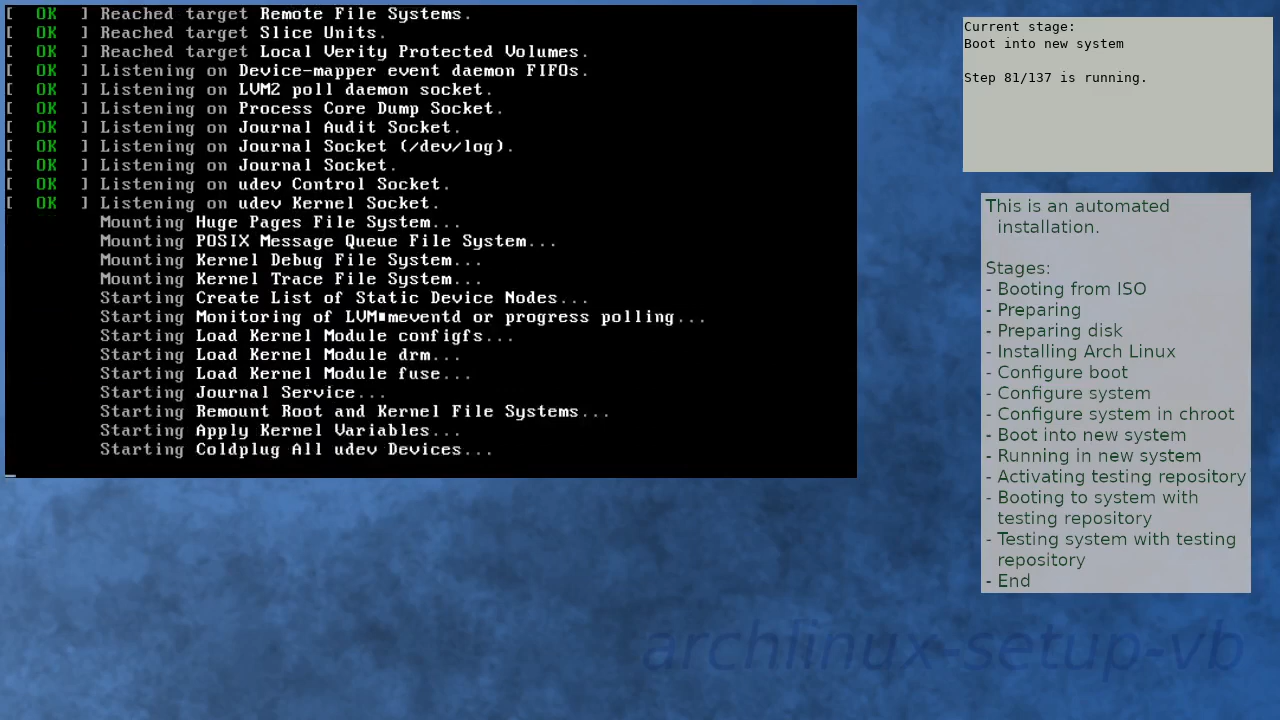 [  OK  ] Reached target Remote File Systems.
[  OK  ] Reached target Slice Units.
[  OK  ] Reached target Local Verity Protected Volumes.
[  OK  ] Listening on Device-mapper event daemon FIFOs.
[  OK  ] Listening on LVM2 poll daemon socket.
[  OK  ] Listening on Process Core Dump Socket.
[  OK  ] Listening on Journal Audit Socket.
[  OK  ] Listening on Journal Socket (/dev/log).
[  OK  ] Listening on Journal Socket.
[  OK  ] Listening on udev Control Socket.
[  OK  ] Listening on udev Kernel Socket.
Mounting Huge Pages File System...
Mounting POSIX Message Queue File System...
Mounting Kernel Debug File System...
Mounting Kernel Trace File System...
Starting Create List of Static Device Nodes...
Starting Monitoring of LVM■meventd or progress polling...
Starting Load Kernel Module configfs...
Starting Load Kernel Module drm...
Starting Load Kernel Module fuse...
Starting Journal Service...
Starting Remount Root and Kernel File Systems...
Starting Apply Kernel Variables...
Starting Coldplug All udev Devices...
_
Current stage:
Boot into new system
Step 81/137 is running.
This is an automated
installation.
Stages:
- Booting from ISO
- Preparing
- Preparing disk
- Installing Arch Linux
- Configure boot
- Configure system
- Configure system in chroot
- Boot into new system
- Running in new system
- Activating testing repository
- Booting to system with
testing repository
- Testing system with testing
repository
- End
archlinux-setup-vb